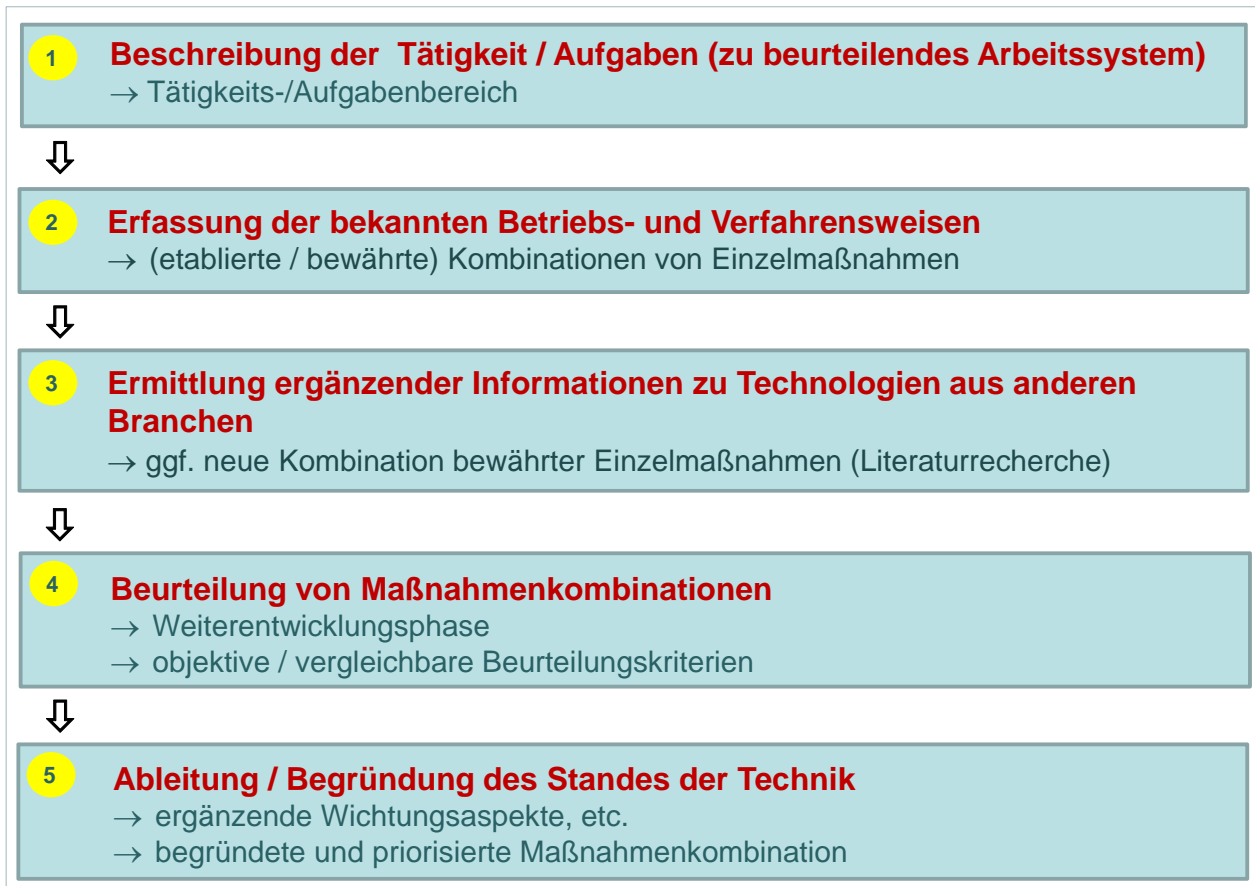 1
Beschreibung der Tätigkeit / Aufgaben (zu beurteilendes Arbeitssystem)
→ Tätigkeits-/Aufgabenbereich
2
Erfassung der bekannten Betriebs- und Verfahrensweisen
→ (etablierte / bewährte) Kombinationen von Einzelmaßnahmen
3
Ermittlung ergänzender Informationen zu Technologien aus anderen
Branchen
→ ggf. neue Kombination bewährter Einzelmaßnahmen (Literaturrecherche)
4
Beurteilung von Maßnahmenkombinationen
→ Weiterentwicklungsphase
→ objektive / vergleichbare Beurteilungskriterien
5
Ableitung / Begründung des Standes der Technik
→ ergänzende Wichtungsaspekte, etc.
→ begründete und priorisierte Maßnahmenkombination